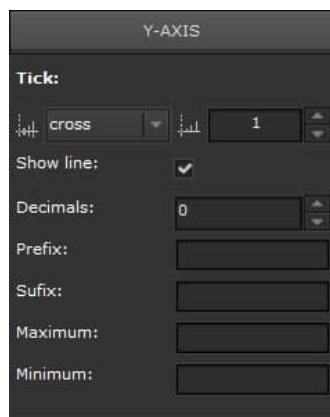 Y-AXIS
Tick:
cross 1
Show line:
Decimals: 0
Prefix:
Sufix:
Maximum:
Minimum: